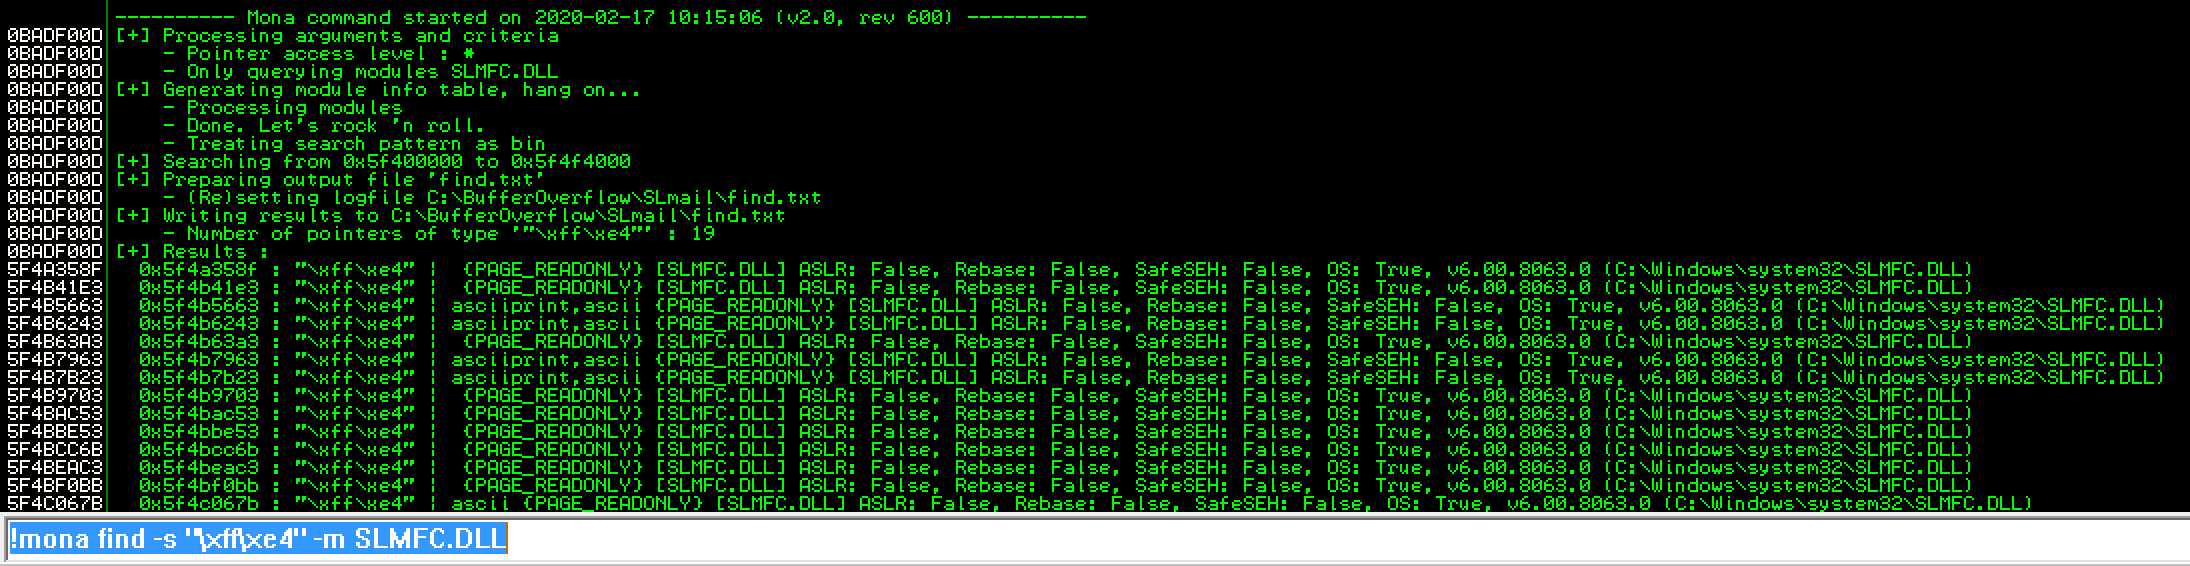 ---------- Mona command started on 2020-02-17 10:15:06 (v2.0, rev 600) ----------
0BADF00D [+] Processing arguments and criteria
0BADF00D - Pointer access level : *
0BADF00D - Only querying modules SLMFC.DLL
0BADF00D [+] Generating module info table, hang on...
0BADF00D - Processing modules
0BADF00D - Done. Let's rock 'n roll.
0BADF00D - Treating search pattern as bin
0BADF00D [+] Searching from 0x5f400000 to 0x5f4f4000
0BADF00D [+] Preparing output file 'find.txt'
0BADF00D - (Re)setting logfile C:\BufferOverflow\SLmail\find.txt
0BADF00D [+] Writing results to C:\BufferOverflow\SLmail\find.txt
0BADF00D - Number of pointers of type '"\xff\xe4"' : 19
0BADF00D [+] Results :
5F4A358F 0x5f4a358f : "\xff\xe4" | {PAGE_READONLY} [SLMFC.DLL] ASLR: False, Rebase: False, SafeSEH: False, OS: True, v6.00.8063.0 (C:\Windows\system32\SLMFC.DLL)
5F4B41E3 0x5f4b41e3 : "\xff\xe4" | {PAGE_READONLY} [SLMFC.DLL] ASLR: False, Rebase: False, SafeSEH: False, OS: True, v6.00.8063.0 (C:\Windows\system32\SLMFC.DLL)
5F4B5663 0x5f4b5663 : "\xff\xe4" | asciiprint,ascii {PAGE_READONLY} [SLMFC.DLL] ASLR: False, Rebase: False, SafeSEH: False, OS: True, v6.00.8063.0 (C:\Windows\system32\SLMFC.DLL)
5F4B6243 0x5f4b6243 : "\xff\xe4" | asciiprint,ascii {PAGE_READONLY} [SLMFC.DLL] ASLR: False, Rebase: False, SafeSEH: False, OS: True, v6.00.8063.0 (C:\Windows\system32\SLMFC.DLL)
5F4B63A3 0x5f4b63a3 : "\xff\xe4" | {PAGE_READONLY} [SLMFC.DLL] ASLR: False, Rebase: False, SafeSEH: False, OS: True, v6.00.8063.0 (C:\Windows\system32\SLMFC.DLL)
5F4B7963 0x5f4b7963 : "\xff\xe4" | asciiprint,ascii {PAGE_READONLY} [SLMFC.DLL] ASLR: False, Rebase: False, SafeSEH: False, OS: True, v6.00.8063.0 (C:\Windows\system32\SLMFC.DLL)
5F4B7B23 0x5f4b7b23 : "\xff\xe4" | asciiprint,ascii {PAGE_READONLY} [SLMFC.DLL] ASLR: False, Rebase: False, SafeSEH: False, OS: True, v6.00.8063.0 (C:\Windows\system32\SLMFC.DLL)
5F4B9703 0x5f4b9703 : "\xff\xe4" | {PAGE_READONLY} [SLMFC.DLL] ASLR: False, Rebase: False, SafeSEH: False, OS: True, v6.00.8063.0 (C:\Windows\system32\SLMFC.DLL)
5F4BAC53 0x5f4bac53 : "\xff\xe4" | {PAGE_READONLY} [SLMFC.DLL] ASLR: False, Rebase: False, SafeSEH: False, OS: True, v6.00.8063.0 (C:\Windows\system32\SLMFC.DLL)
5F4BBE53 0x5f4bbe53 : "\xff\xe4" | {PAGE_READONLY} [SLMFC.DLL] ASLR: False, Rebase: False, SafeSEH: False, OS: True, v6.00.8063.0 (C:\Windows\system32\SLMFC.DLL)
5F4BCC6B 0x5f4bcc6b : "\xff\xe4" | {PAGE_READONLY} [SLMFC.DLL] ASLR: False, Rebase: False, SafeSEH: False, OS: True, v6.00.8063.0 (C:\Windows\system32\SLMFC.DLL)
5F4BEAC3 0x5f4beac3 : "\xff\xe4" | {PAGE_READONLY} [SLMFC.DLL] ASLR: False, Rebase: False, SafeSEH: False, OS: True, v6.00.8063.0 (C:\Windows\system32\SLMFC.DLL)
5F4BF0BB 0x5f4bf0bb : "\xff\xe4" | {PAGE_READONLY} [SLMFC.DLL] ASLR: False, Rebase: False, SafeSEH: False, OS: True, v6.00.8063.0 (C:\Windows\system32\SLMFC.DLL)
5F4C067B 0x5f4c067b : "\xff\xe4" | ascii {PAGE_READONLY} [SLMFC.DLL] ASLR: False, Rebase: False, SafeSEH: False, OS: True, v6.00.8063.0 (C:\Windows\system32\SLMFC.DLL)
!mona find -s "\xff\xe4" -m SLMFC.DLL